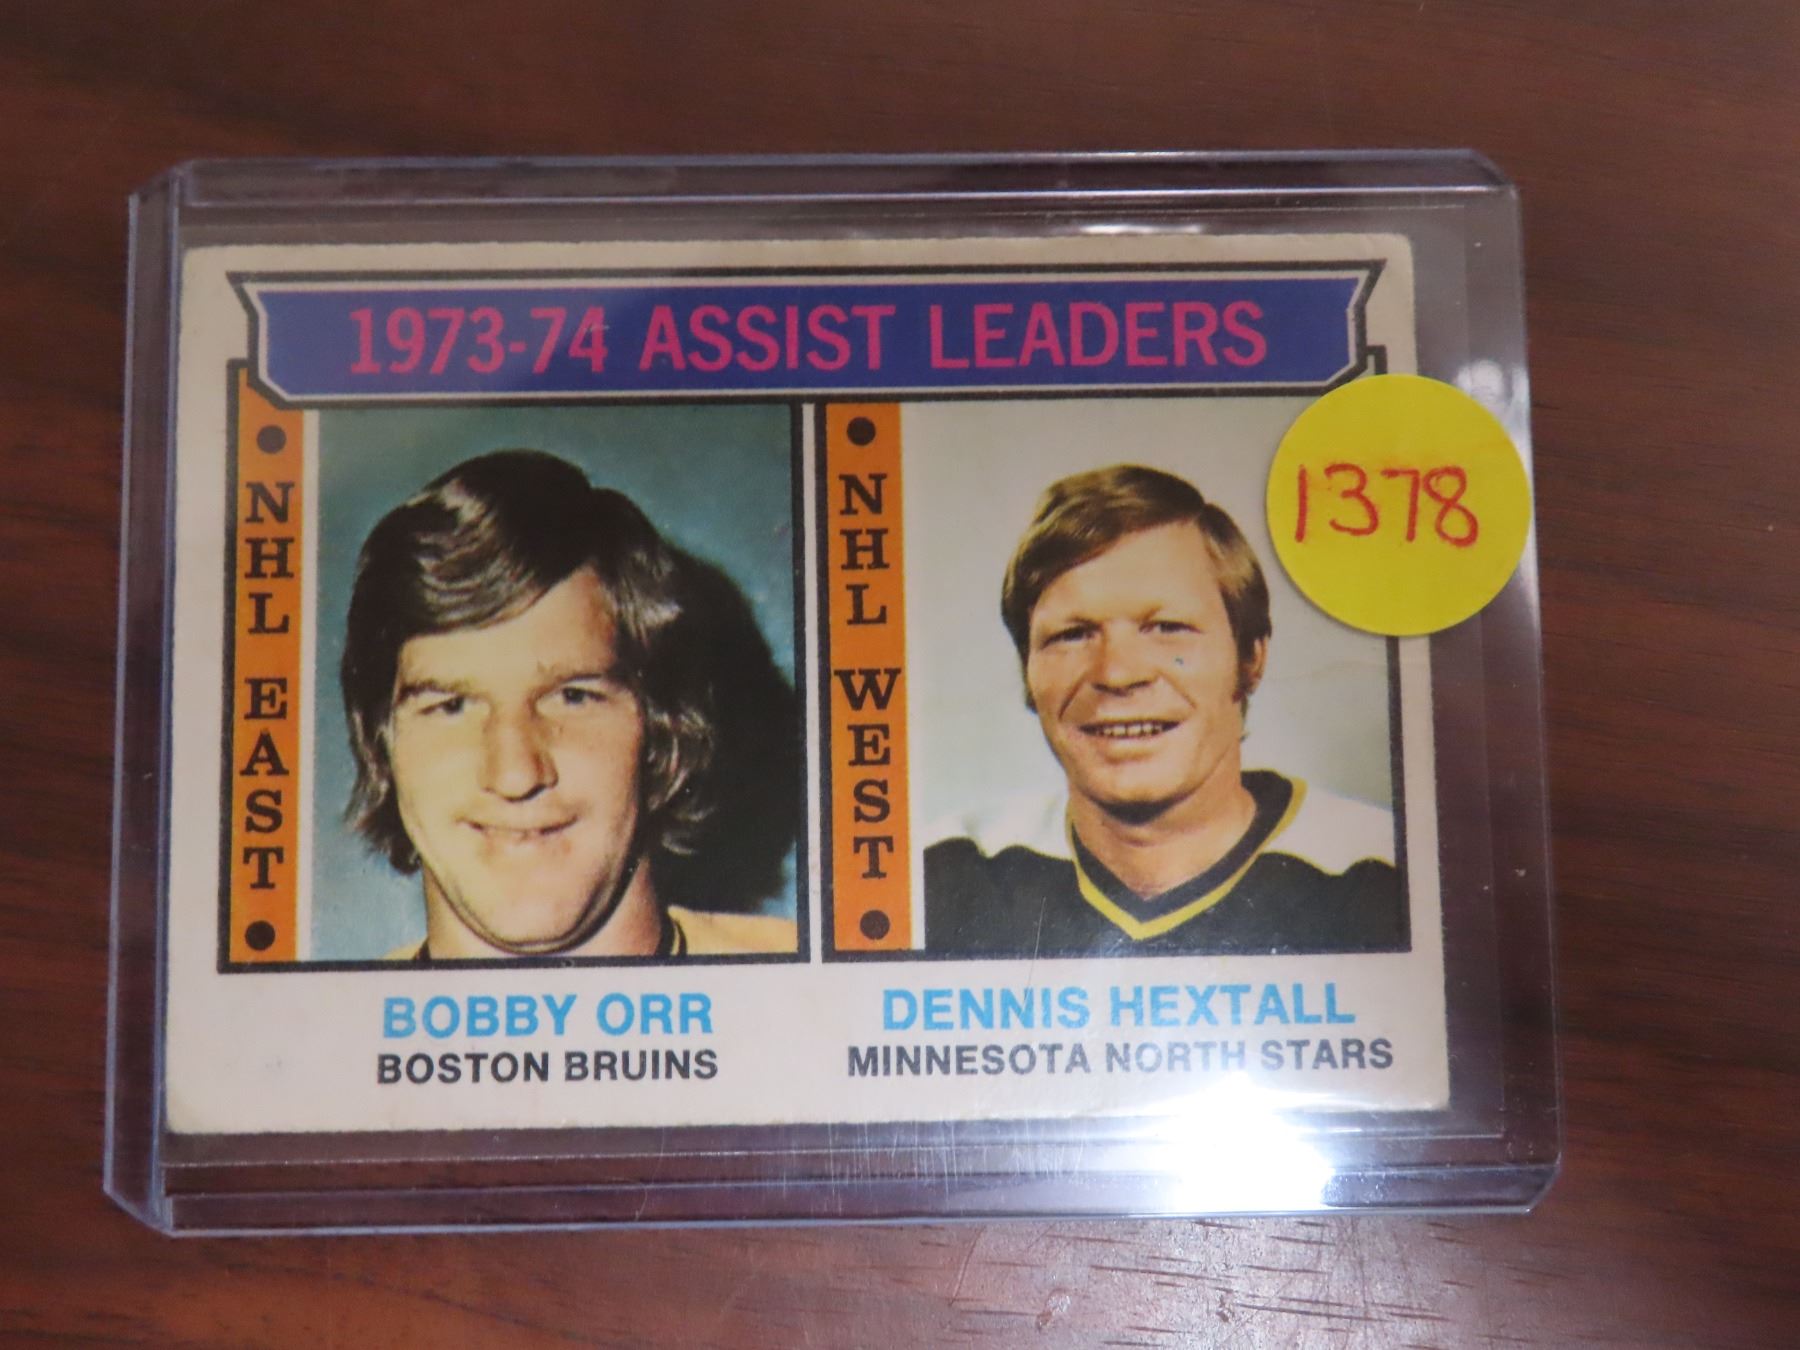 1973-74 ASSIST LEADERS
NHL EAST
NHL WEST
1378
BOBBY ORR
BOSTON BRUINS
DENNIS HEXTALL
MINNESOTA NORTH STARS